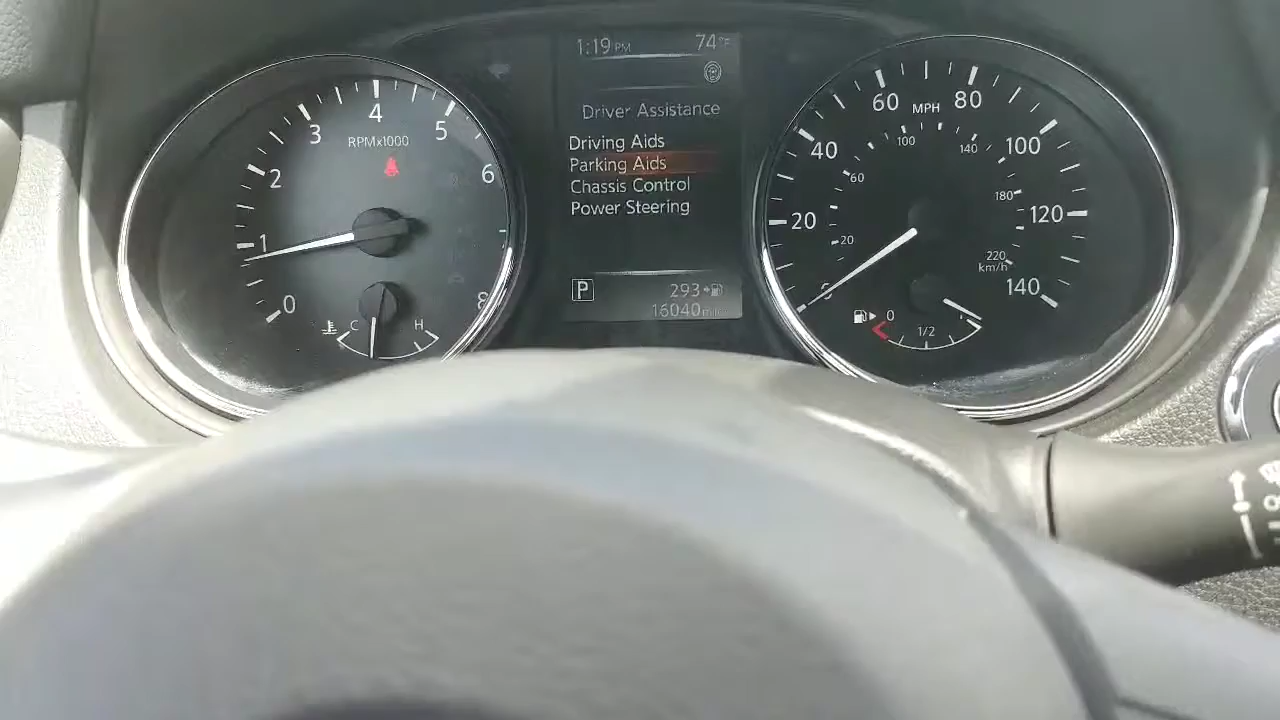 1:19 PM 74°F
Driver Assistance
Driving Aids
Parking Aids
Chassis Control
Power Steering
P 293
16040 miles
RPMx1000
0
1
2
3
4
5
6
8
C H
MPH
0
20
40
60
80
100
120
140
km/h
20
60
100
140
180
220
0 1/2